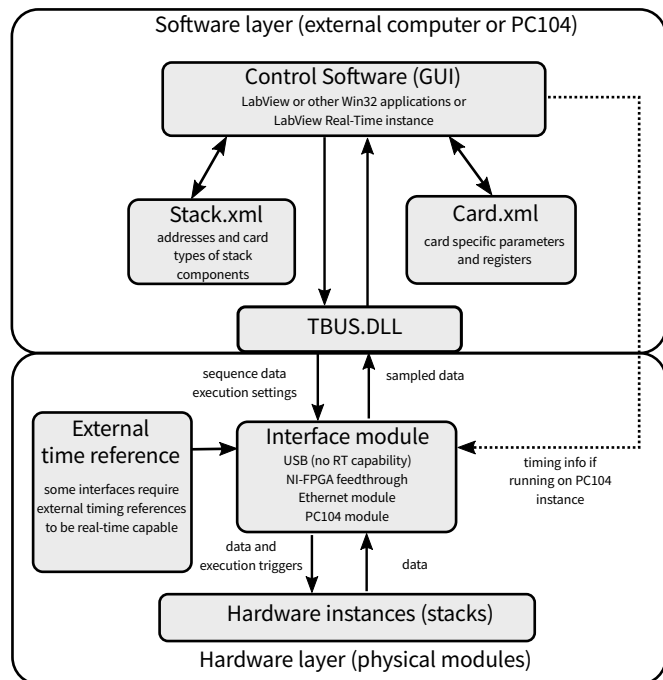 Software layer (external computer or PC104)
Control Software (GUI)
LabView or other Win32 applications or
LabView Real-Time instance
Stack.xml
addresses and card
types of stack
components
Card.xml
card specific parameters
and registers
TBUS.DLL
sequence data
execution settings
sampled data
External
time reference
some interfaces require
external timing references
to be real-time capable
Interface module
USB (no RT capability)
NI-FPGA feedthrough
Ethernet module
PC104 module
timing info if
running on PC104
instance
data and
execution triggers
data
Hardware instances (stacks)
Hardware layer (physical modules)